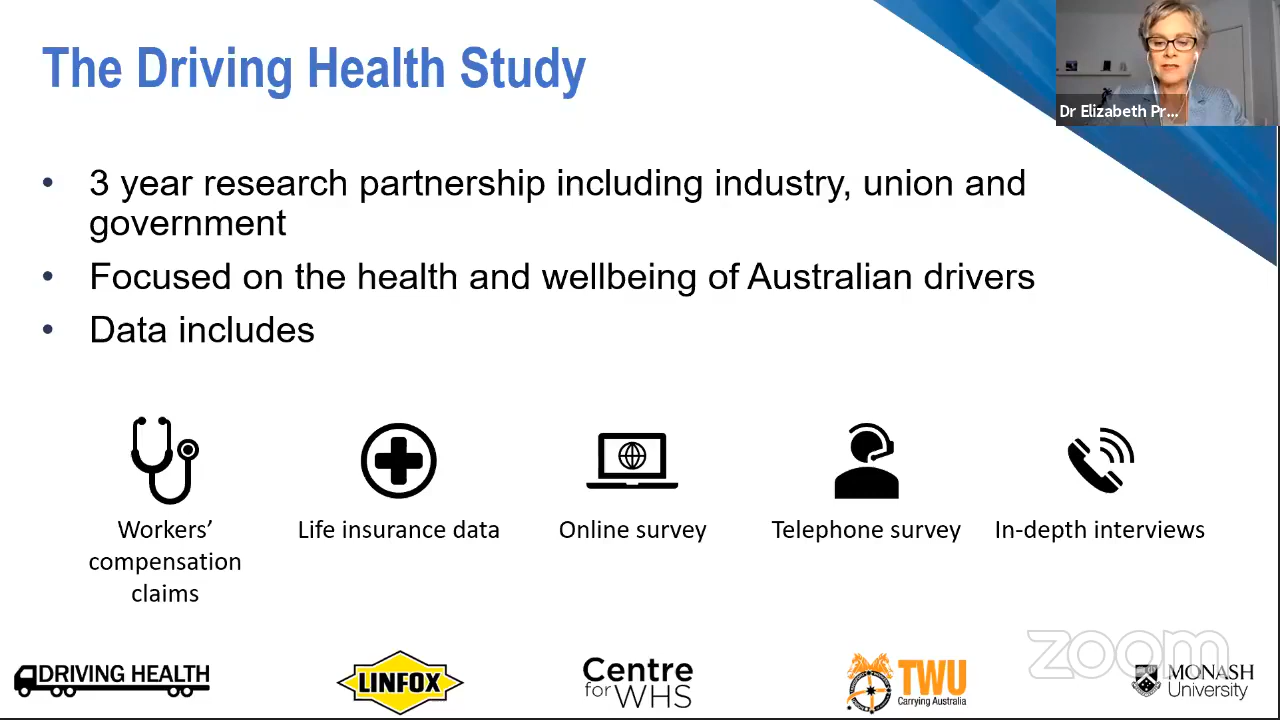 The Driving Health Study
Dr Elizabeth Pr...
• 3 year research partnership including industry, union and
government
• Focused on the health and wellbeing of Australian drivers
• Data includes
Workers’
compensation
claims
Life insurance data
Online survey
Telephone survey
In-depth interviews
DRIVING HEALTH
LINFOX
Centre
for WHS
TWU
Carrying Australia
zoom
MONASH
University